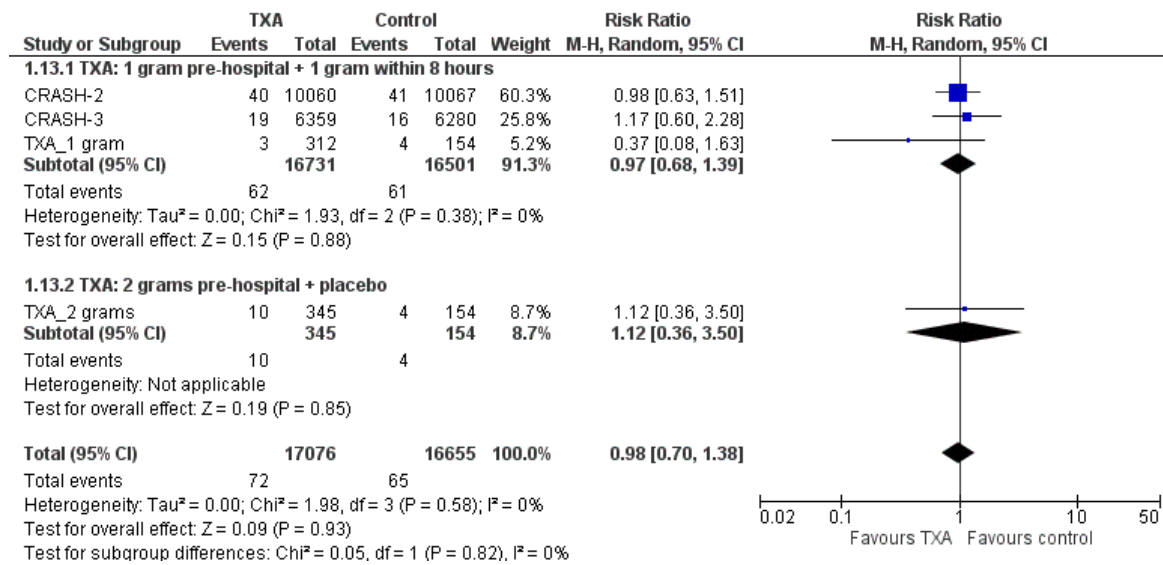 TXA Control Risk Ratio Risk Ratio
Study or Subgroup Events Total Events Total Weight M-H, Random, 95% CI M-H, Random, 95% CI
1.13.1 TXA: 1 gram pre-hospital + 1 gram within 8 hours
CRASH-2 40 10060 41 10067 60.3% 0.98 [0.63, 1.51]
CRASH-3 19 6359 16 6280 25.8% 1.17 [0.60, 2.28]
TXA_1 gram 3 312 4 154 5.2% 0.37 [0.08, 1.63]
Subtotal (95% CI) 16731 16501 91.3% 0.97 [0.68, 1.39]
Total events 62 61
Heterogeneity: Tau² = 0.00; Chi² = 1.93, df = 2 (P = 0.38); I² = 0%
Test for overall effect: Z = 0.15 (P = 0.88)
1.13.2 TXA: 2 grams pre-hospital + placebo
TXA_2 grams 10 345 4 154 8.7% 1.12 [0.36, 3.50]
Subtotal (95% CI) 345 154 8.7% 1.12 [0.36, 3.50]
Total events 10 4
Heterogeneity: Not applicable
Test for overall effect: Z = 0.19 (P = 0.85)
Total (95% CI) 17076 16655 100.0% 0.98 [0.70, 1.38]
Total events 72 65
Heterogeneity: Tau² = 0.00; Chi² = 1.98, df = 3 (P = 0.58); I² = 0%
Test for overall effect: Z = 0.09 (P = 0.93)
Test for subgroup differences: Chi² = 0.05, df = 1 (P = 0.82), I² = 0%
0.02 0.1 1 10 50
Favours TXA Favours control